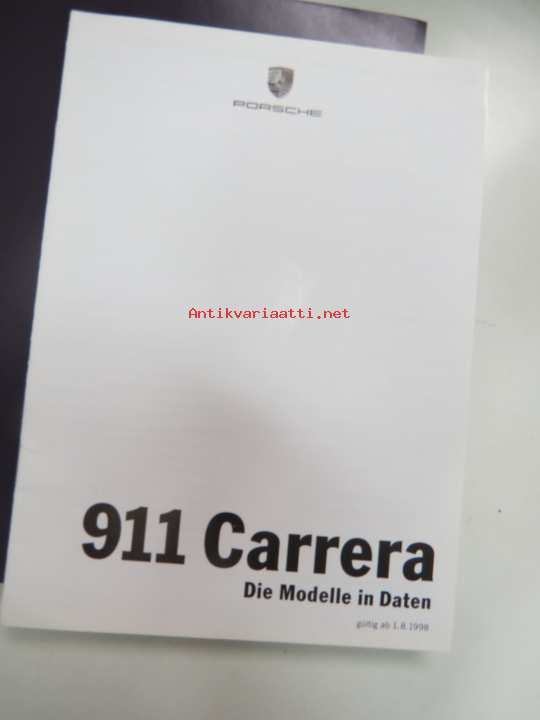 PORSCHE
Antikvariaatti.net
911 Carrera
Die Modelle in Daten
gültig ab 1.8.1998